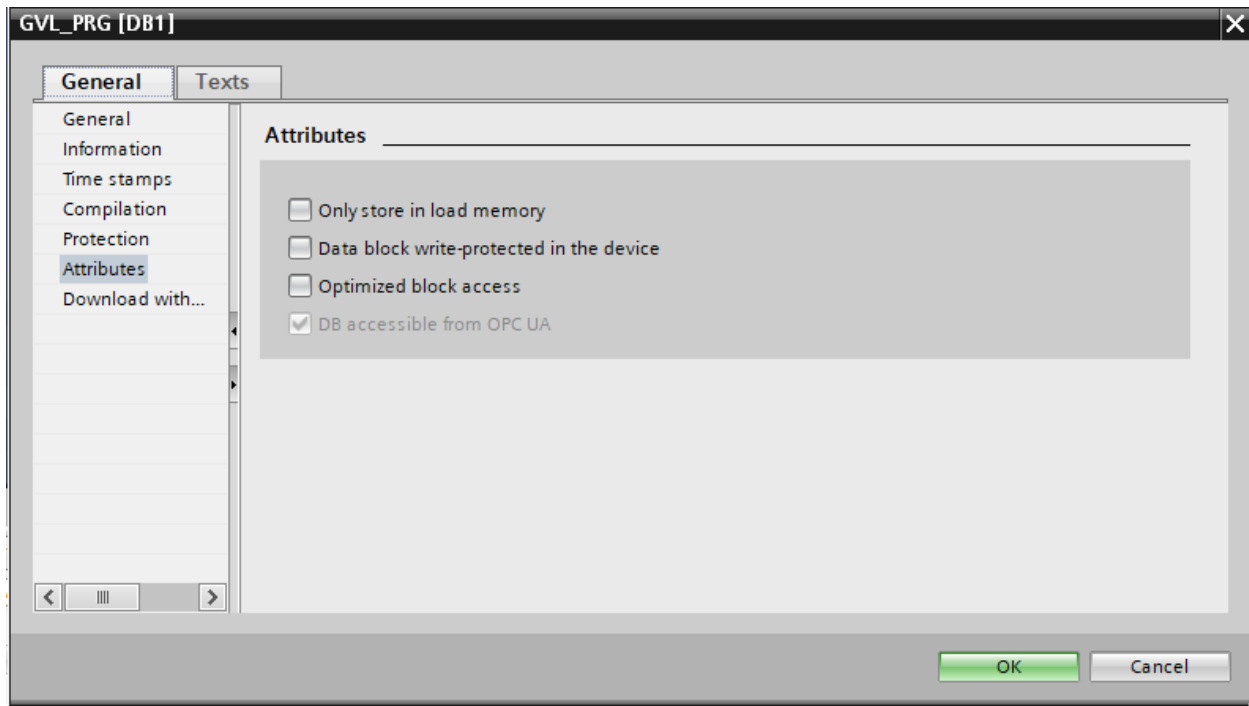 GVL_PRG [DB1]
General
Texts
General
Information
Time stamps
Compilation
Protection
Attributes
Download with...
Attributes
Only store in load memory
Data block write-protected in the device
Optimized block access
DB accessible from OPC UA
OK
Cancel